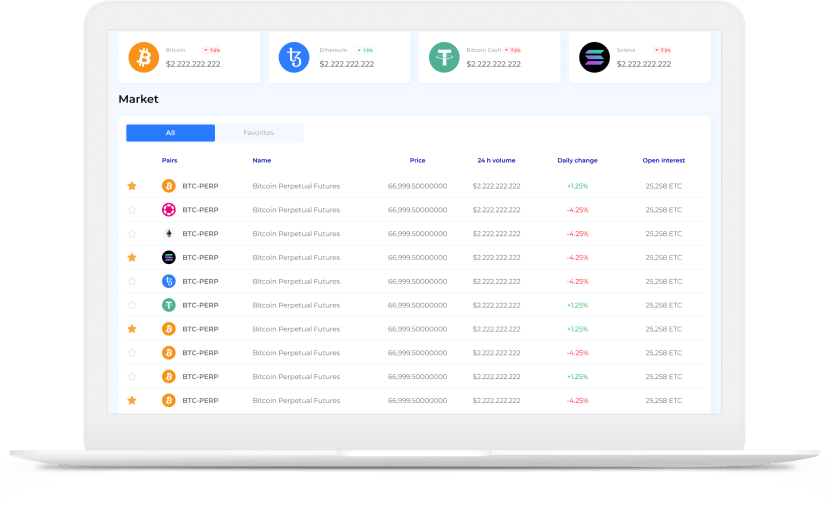 Bitcoin ▼ 7.5% Ethereum ▲ 1.5% Bitcoin Cash ▼ 7.5% Solana ▼ 7.5%
$2.222.222.222 $2.222.222.222 $2.222.222.222 $2.222.222.222
Market
All Favorites
Pairs Name Price 24 h volume Daily change Open interest
BTC-PERP Bitcoin Perpetual Futures 66,999.50000000 $2.222.222.222 +1.25% 25,258 ETC
BTC-PERP Bitcoin Perpetual Futures 66,999.50000000 $2.222.222.222 -4.25% 25,258 ETC
BTC-PERP Bitcoin Perpetual Futures 66,999.50000000 $2.222.222.222 -4.25% 25,258 ETC
BTC-PERP Bitcoin Perpetual Futures 66,999.50000000 $2.222.222.222 -4.25% 25,258 ETC
BTC-PERP Bitcoin Perpetual Futures 66,999.50000000 $2.222.222.222 -4.25% 25,258 ETC
BTC-PERP Bitcoin Perpetual Futures 66,999.50000000 $2.222.222.222 +1.25% 25,258 ETC
BTC-PERP Bitcoin Perpetual Futures 66,999.50000000 $2.222.222.222 +1.25% 25,258 ETC
BTC-PERP Bitcoin Perpetual Futures 66,999.50000000 $2.222.222.222 -4.25% 25,258 ETC
BTC-PERP Bitcoin Perpetual Futures 66,999.50000000 $2.222.222.222 +1.25% 25,258 ETC
BTC-PERP Bitcoin Perpetual Futures 66,999.50000000 $2.222.222.222 -4.25% 25,258 ETC